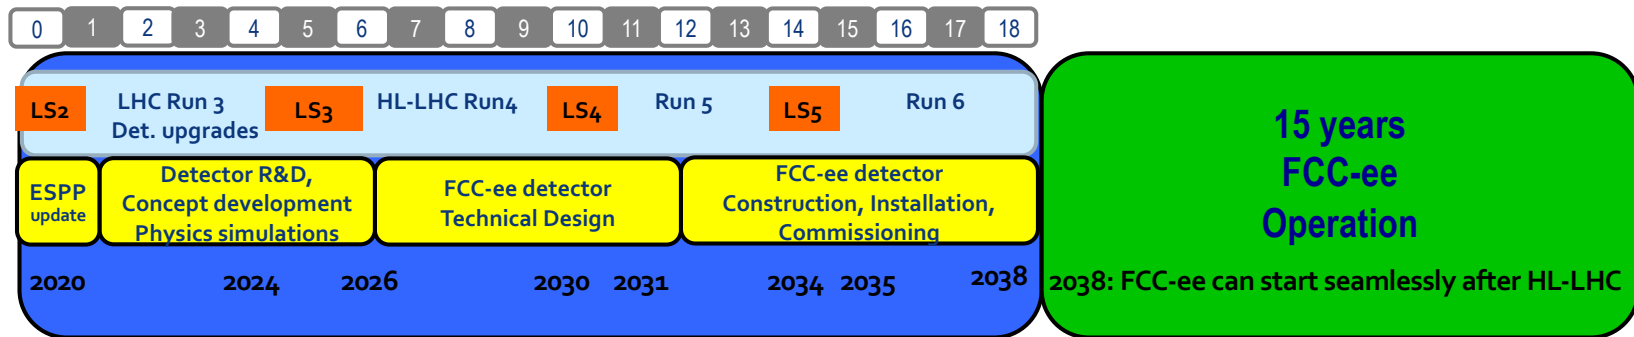 0 1 2 3 4 5 6 7 8 9 10 11 12 13 14 15 16 17 18
LS2
LHC Run 3
Det. upgrades
LS3
HL-LHC Run4
LS4
Run 5
LS5
Run 6
ESPP
update
Detector R&D,
Concept development
Physics simulations
FCC-ee detector
Technical Design
FCC-ee detector
Construction, Installation,
Commissioning
2020 2024 2026 2030 2031 2034 2035 2038
15 years
FCC-ee
Operation
2038: FCC-ee can start seamlessly after HL-LHC